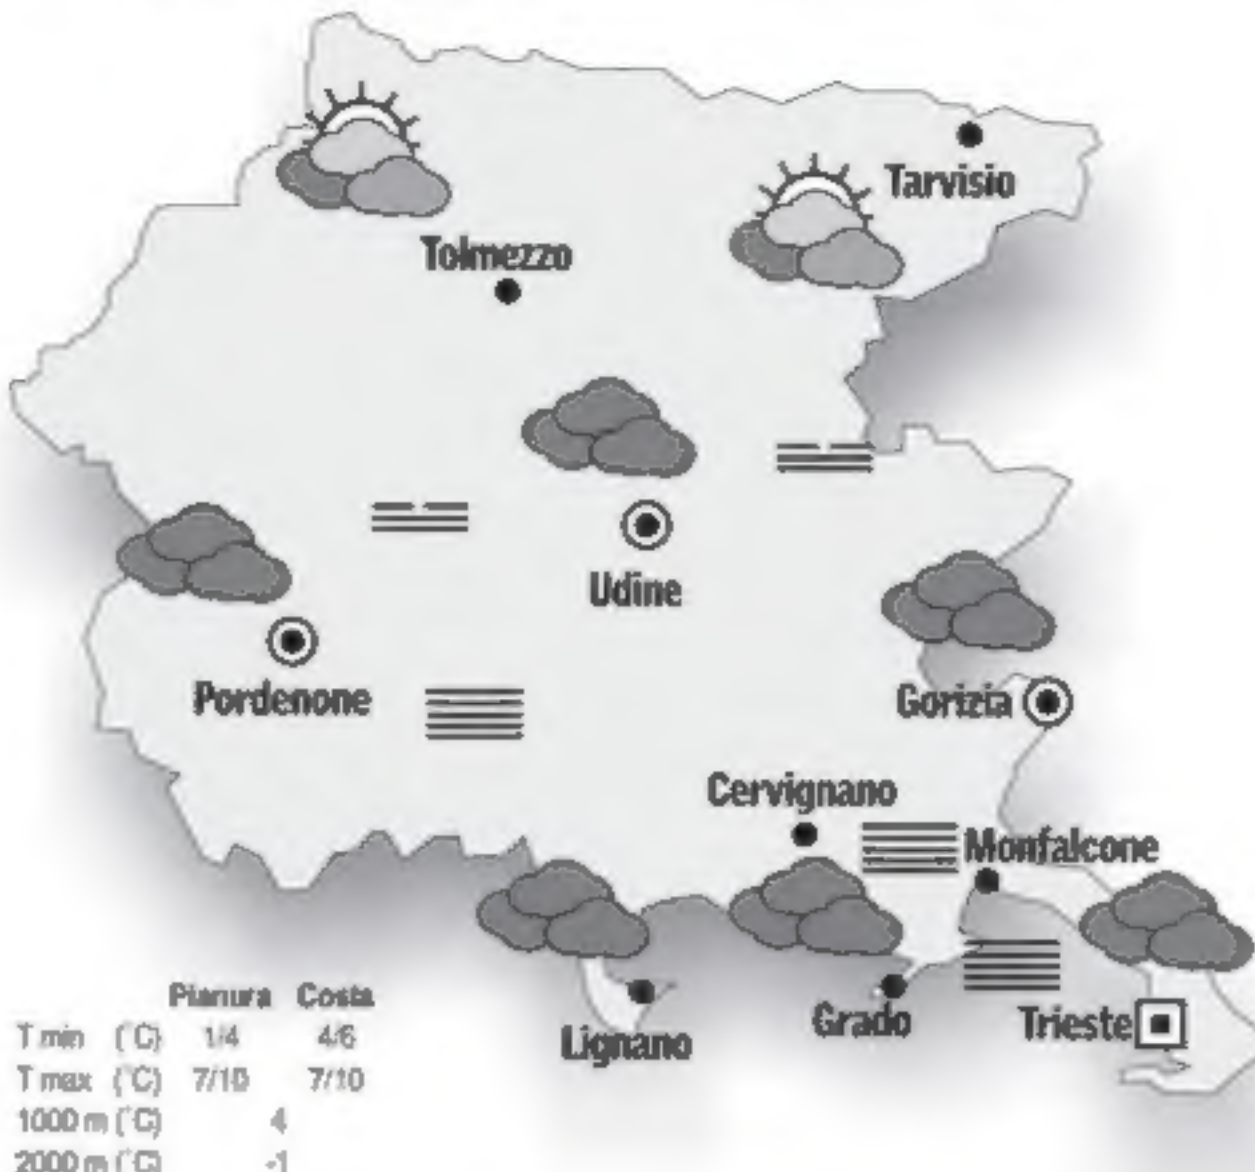 Tarvisio
Tolmezzo
Udine
Pordenone
Gorizia
Cervignano
Monfalcone
Grado
Trieste
Lignano
Pianura Costa
T min (°C) 1/4 4/6
T max (°C) 7/10 7/10
1000 m (°C) 4
2000 m (°C) -1